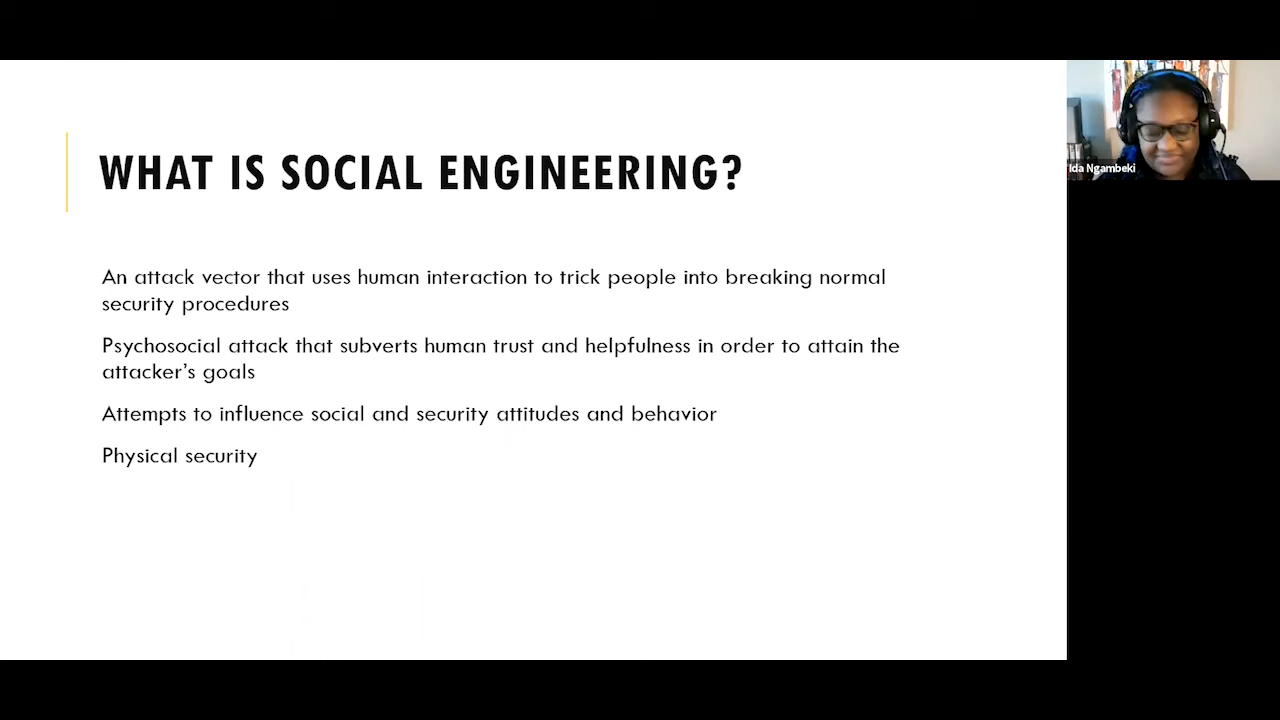 WHAT IS SOCIAL ENGINEERING?
An attack vector that uses human interaction to trick people into breaking normal
security procedures
Psychosocial attack that subverts human trust and helpfulness in order to attain the
attacker’s goals
Attempts to influence social and security attitudes and behavior
Physical security
Ida Ngambeki